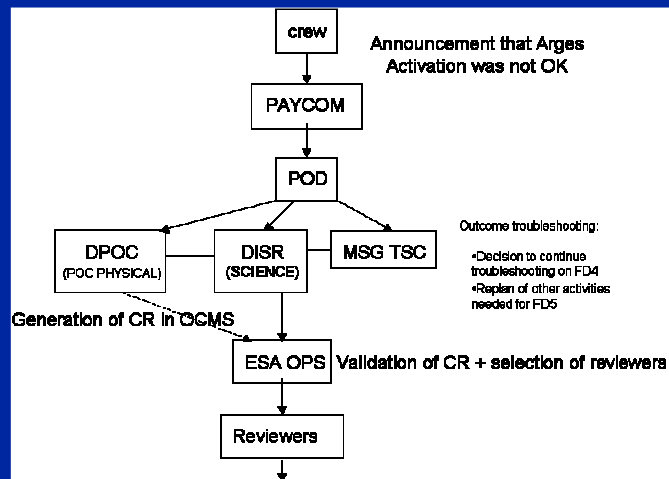 crew
Announcement that Arges
Activation was not OK
PAYCOM
POD
DPOC
(POC PHYSICAL)
DISR
(SCIENCE)
MSG TSC
Outcome troubleshooting:
•Decision to continue
troubleshooting on FD4
•Replan of other activities
needed for FD5
Generation of CR in OCMS
ESA OPS
Validation of CR + selection of reviewers
Reviewers